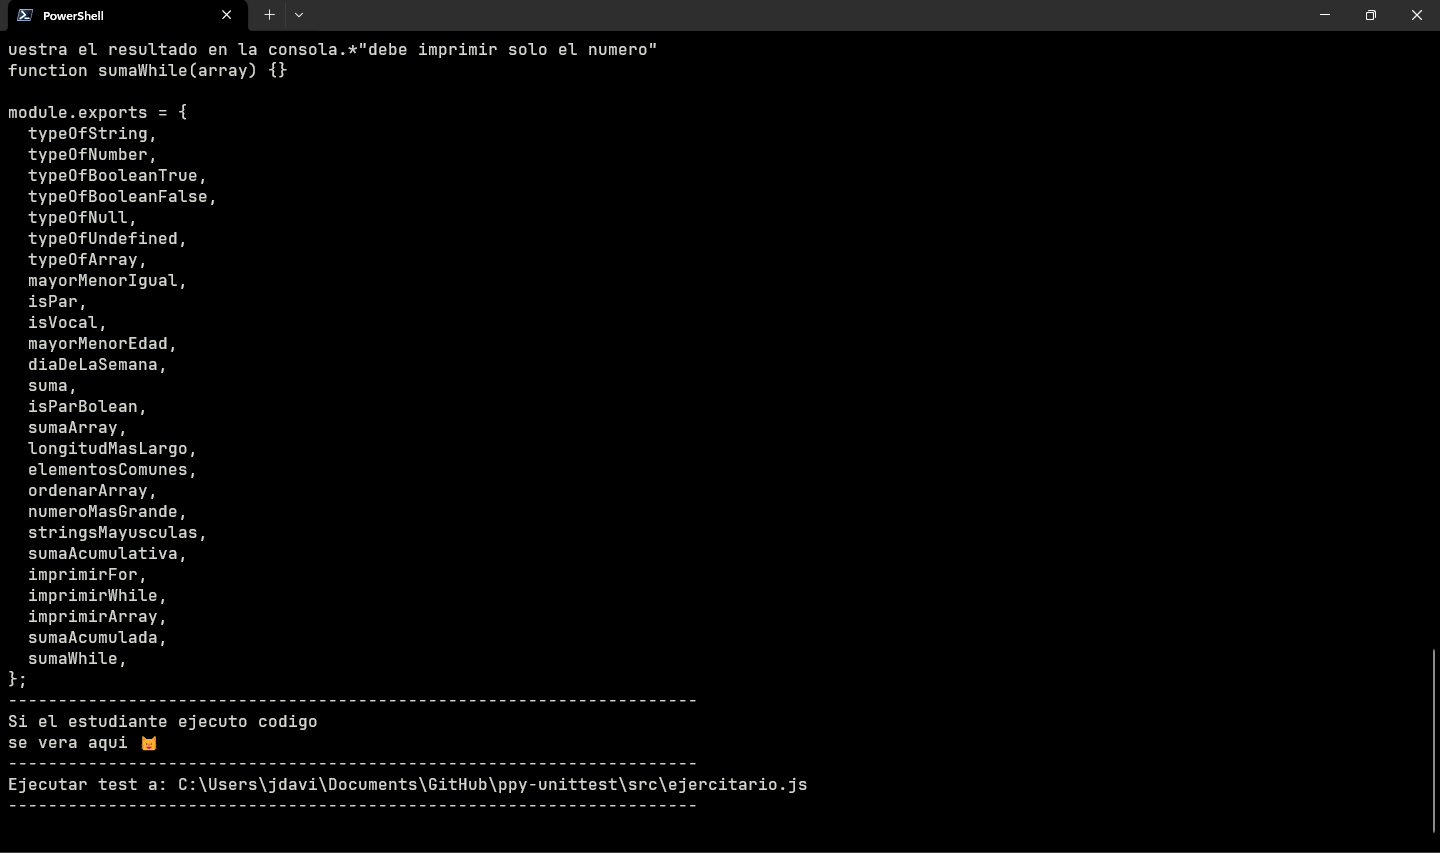 PowerShell
uestra el resultado en la consola.*"debe imprimir solo el numero"
function sumaWhile(array) {}
module.exports = {
  typeOfString,
  typeOfNumber,
  typeOfBooleanTrue,
  typeOfBooleanFalse,
  typeOfNull,
  typeOfUndefined,
  typeOfArray,
  mayorMenorIgual,
  isPar,
  isVocal,
  mayorMenorEdad,
  diaDeLaSemana,
  suma,
  isParBolean,
  sumaArray,
  longitudMasLargo,
  elementosComunes,
  ordenarArray,
  numeroMasGrande,
  stringsMayusculas,
  sumaAcumulativa,
  imprimirFor,
  imprimirWhile,
  imprimirArray,
  sumaAcumulada,
  sumaWhile,
};
---------------------------------------------------------------------
Si el estudiante ejecuto codigo
se vera aqui 😺
---------------------------------------------------------------------
Ejecutar test a: C:\Users\jdavi\Documents\GitHub\ppy-unittest\src\ejercitario.js
---------------------------------------------------------------------